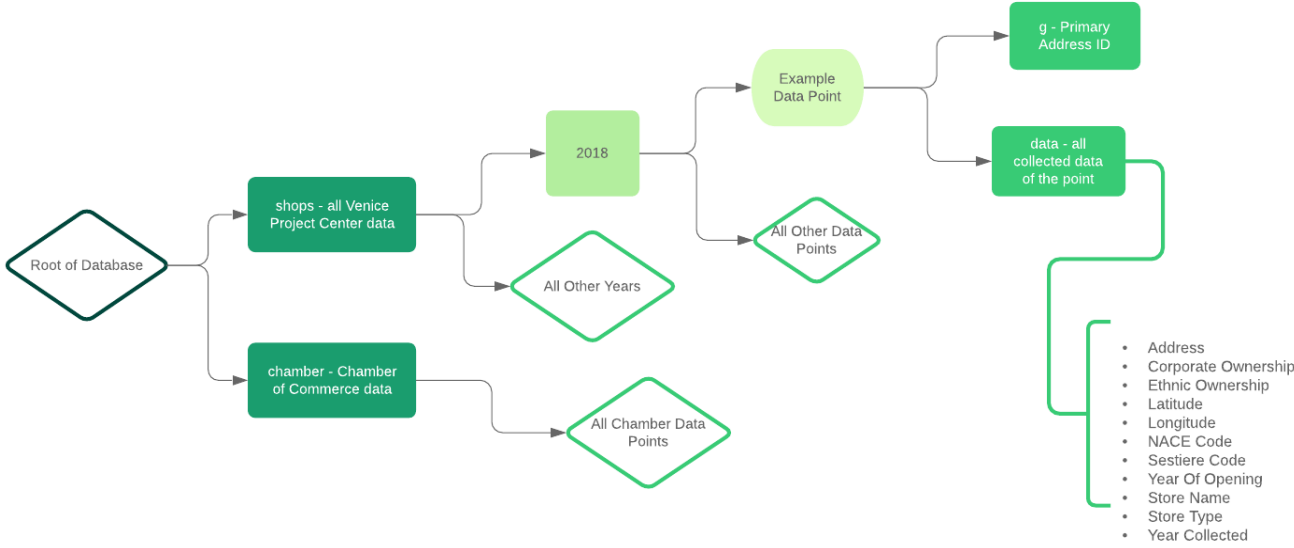 Root of Database
shops - all Venice
Project Center data
chamber - Chamber
of Commerce data
2018
All Other Years
All Chamber Data
Points
Example
Data Point
All Other Data
Points
g - Primary
Address ID
data - all
collected data
of the point
• Address
• Corporate Ownership
• Ethnic Ownership
• Latitude
• Longitude
• NACE Code
• Sestiere Code
• Year Of Opening
• Store Name
• Store Type
• Year Collected